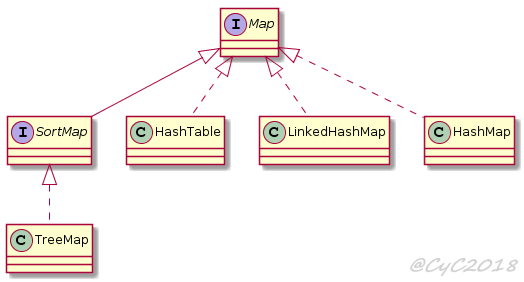 I Map
I SortMap
C HashTable
C LinkedHashMap
C HashMap
C TreeMap
@CyC2018